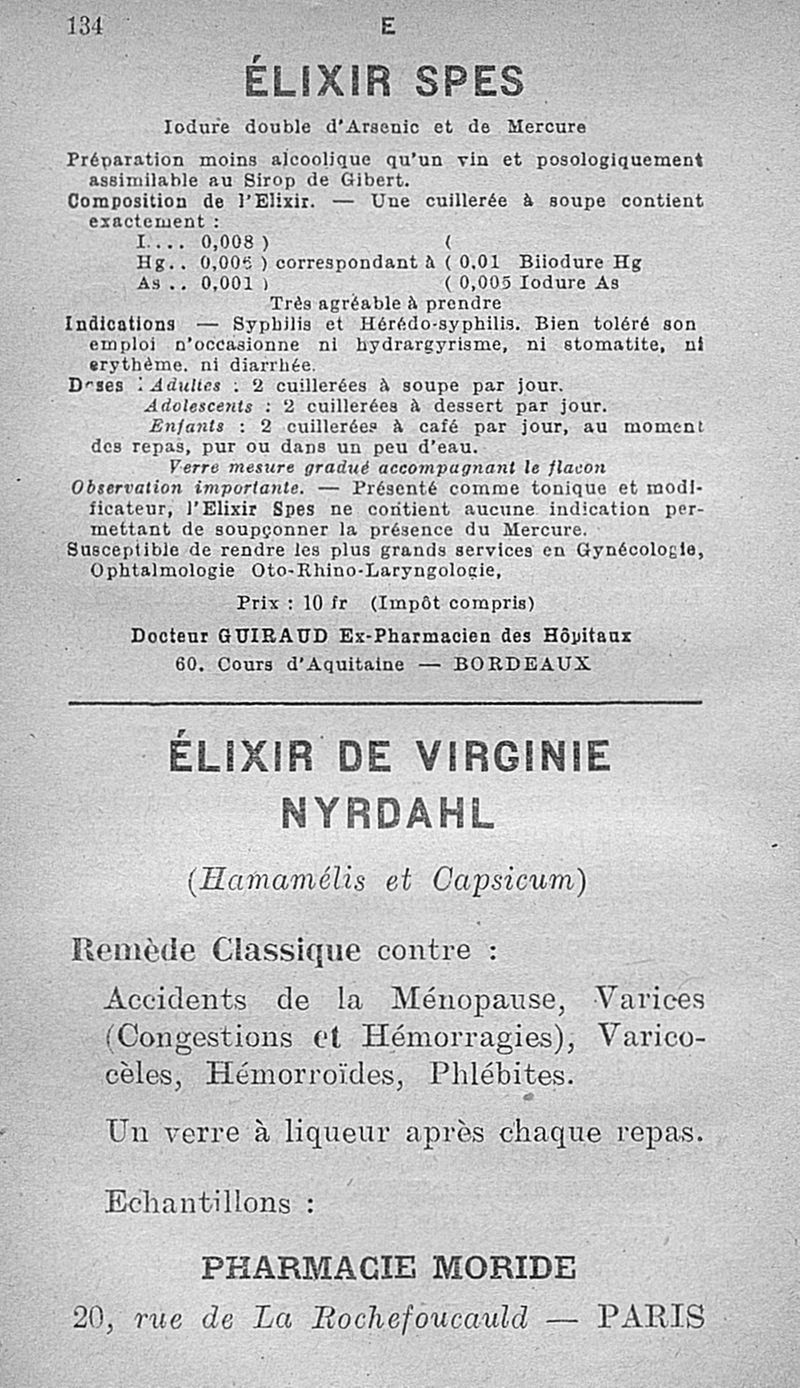 134 E
ÉLIXIR SPES
Iodure double d'Arsenic et de Mercure
Préparation moins alcoolique qu'un vin et posologiquement
assimilable au Sirop de Gibert.
Composition de l'Elixir. — Une cuillerée à soupe contient
exactement :
I.... 0,008 ) (
Hg.. 0,006 ) correspondant à ( 0,01 Biiodure Hg
As .. 0,001 ) ( 0,005 Iodure As
Très agréable à prendre
Indications — Syphilis et Hérédo-syphilis. Bien toléré son
emploi n'occasionne ni hydrargyrisme, ni stomatite, ni
erythème. ni diarrhée.
Doses : Adultes : 2 cuillerées à soupe par jour.
Adolescents : 2 cuillerées à dessert par jour.
Enfants : 2 cuillerées à café par jour, au moment
des repas, pur ou dans un peu d'eau.
Verre mesure gradué accompagnant le flacon
Observation importante. — Présenté comme tonique et modi-
ficateur, l'Elixir Spes ne contient aucune indication per-
mettant de soupçonner la présence du Mercure.
Susceptible de rendre les plus grands services en Gynécologie,
Ophtalmologie Oto-Rhino-Laryngologie,
Prix : 10 fr (Impôt compris)
Docteur GUIRAUD Ex-Pharmacien des Hôpitaux
60. Cours d'Aquitaine — BORDEAUX
ÉLIXIR DE VIRGINIE
NYRDAHL
(Hamamélis et Capsicum)
Remède Classique contre :
Accidents de la Ménopause, Varices
(Congestions et Hémorragies), Varico-
cèles, Hémorroïdes, Phlébites.
Un verre à liqueur après chaque repas.
Echantillons :
PHARMACIE MORIDE
20, rue de La Rochefoucauld — PARIS